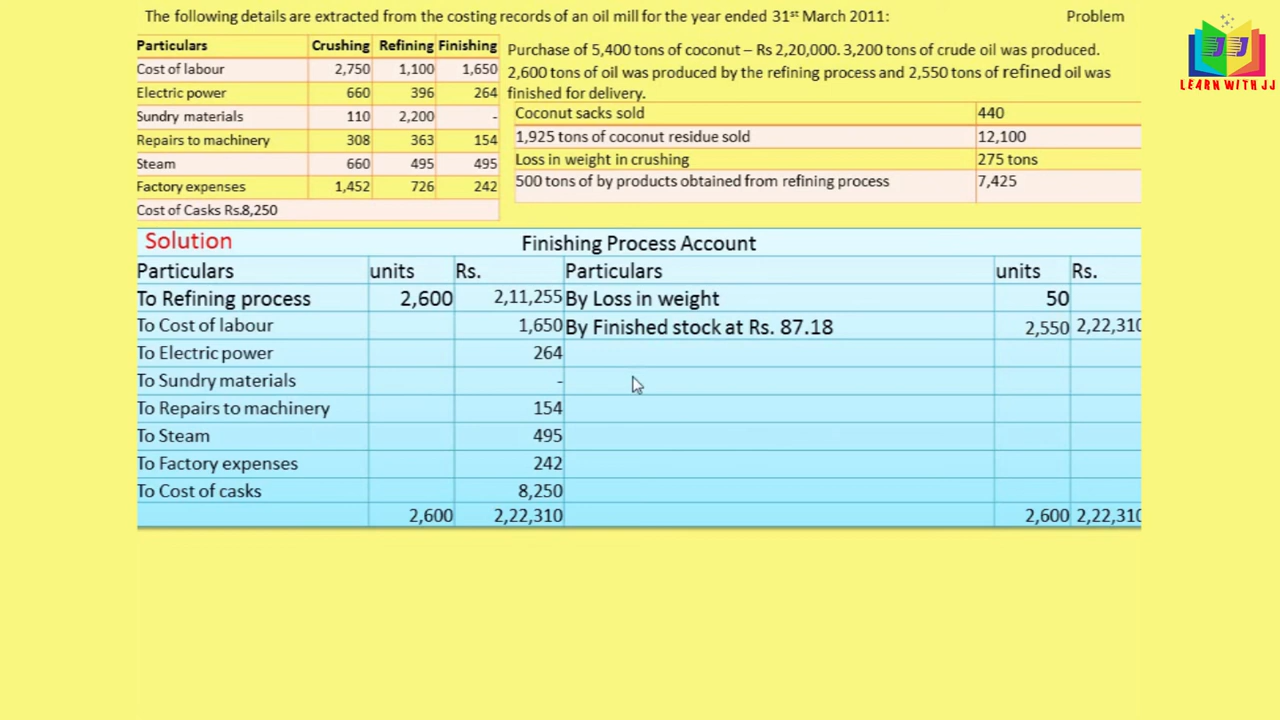 The following details are extracted from the costing records of an oil mill for the year ended 31st March 2011: Problem
LEARN WITH JJ
Particulars Crushing Refining Finishing
Cost of labour 2,750 1,100 1,650
Electric power 660 396 264
Sundry materials 110 2,200 -
Repairs to machinery 308 363 154
Steam 660 495 495
Factory expenses 1,452 726 242
Cost of Casks Rs.8,250
Purchase of 5,400 tons of coconut – Rs 2,20,000. 3,200 tons of crude oil was produced.
2,600 tons of oil was produced by the refining process and 2,550 tons of refined oil was
finished for delivery.
Coconut sacks sold 440
1,925 tons of coconut residue sold 12,100
Loss in weight in crushing 275 tons
500 tons of by products obtained from refining process 7,425
Solution Finishing Process Account
Particulars units Rs. Particulars units Rs.
To Refining process 2,600 2,11,255 By Loss in weight 50
To Cost of labour 1,650 By Finished stock at Rs. 87.18 2,550 2,22,310
To Electric power 264
To Sundry materials -
To Repairs to machinery 154
To Steam 495
To Factory expenses 242
To Cost of casks 8,250
2,600 2,22,310 2,600 2,22,310